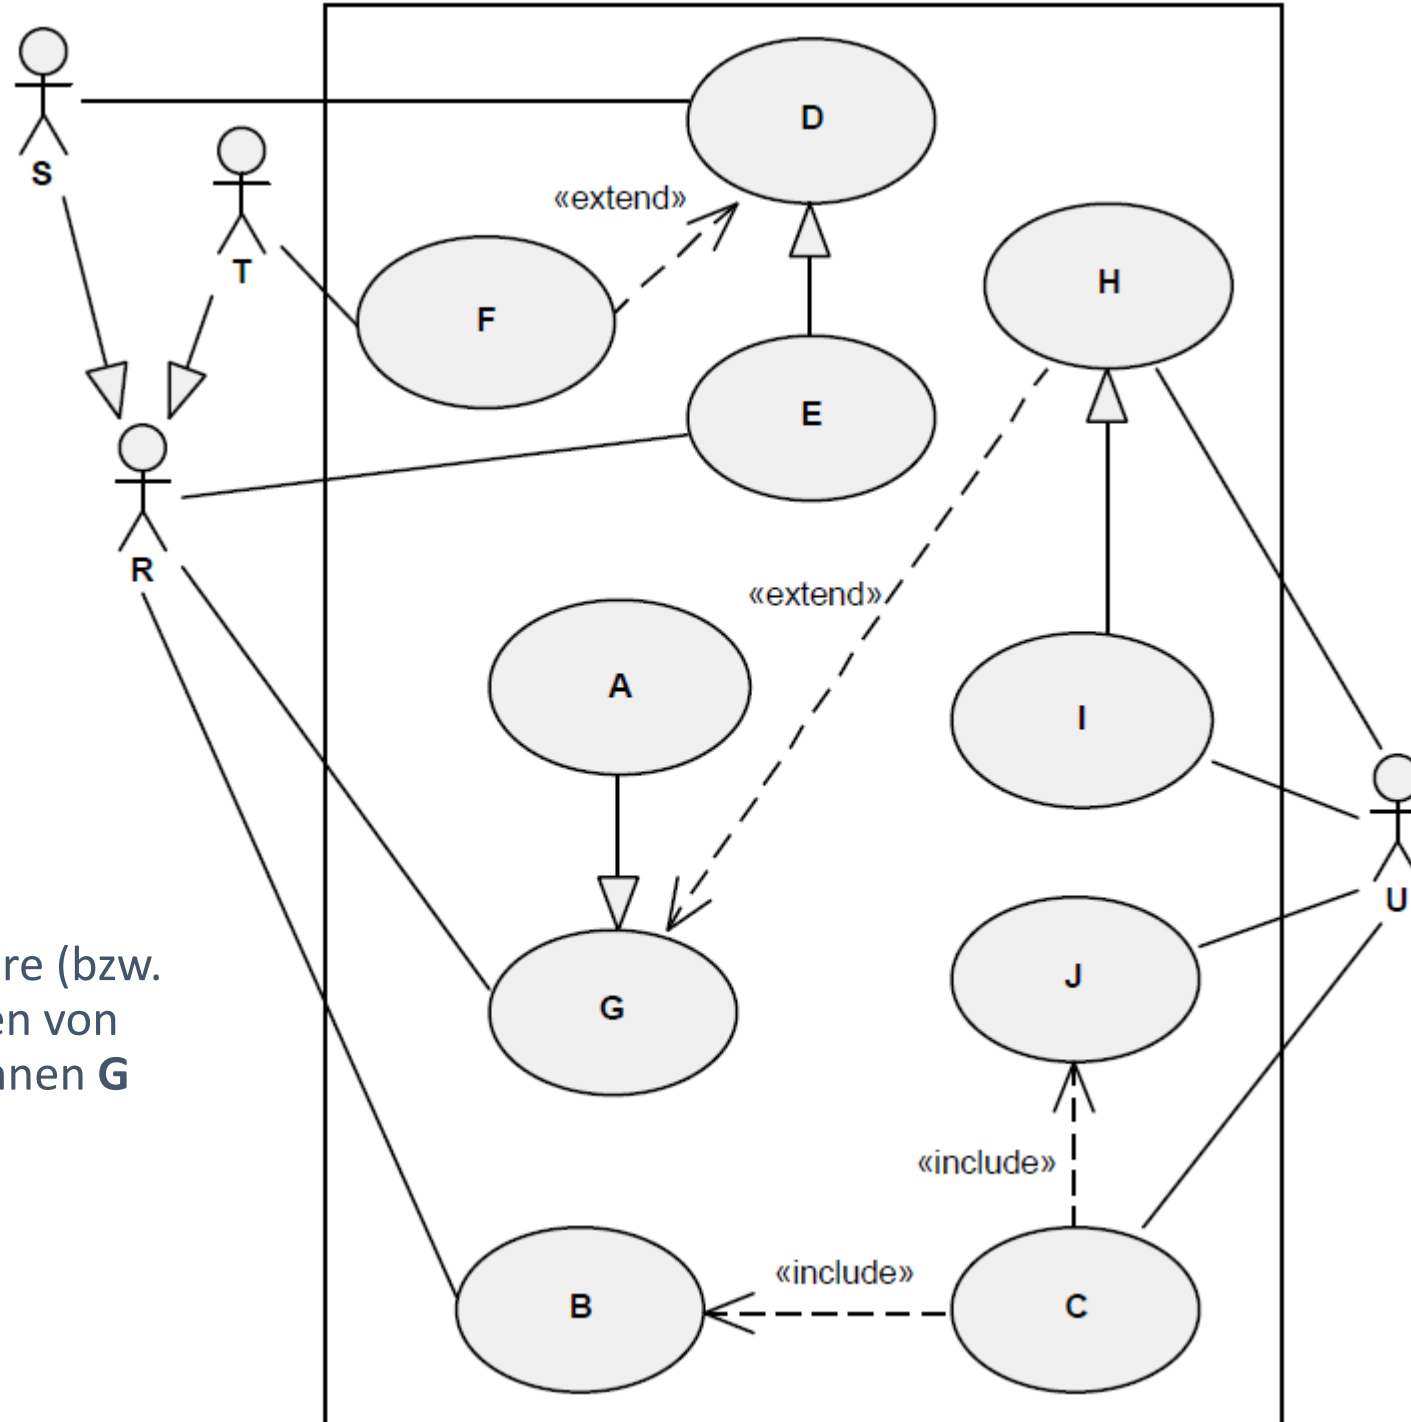 S
D
T
«extend»
H
F
E
R
«extend»
A
I
U
re (bzw.
J
en von
G
nnen G
«include»
«include»
B
C